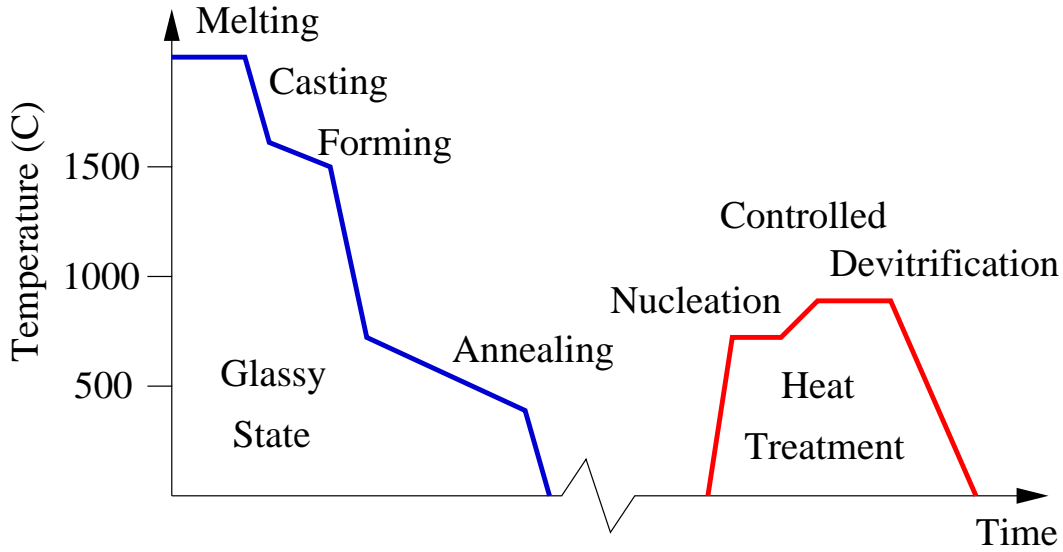 Melting
Casting
Forming
Temperature (C)
1500
1000
500
Glassy
State
Annealing
Controlled
Devitrification
Nucleation
Heat
Treatment
Time